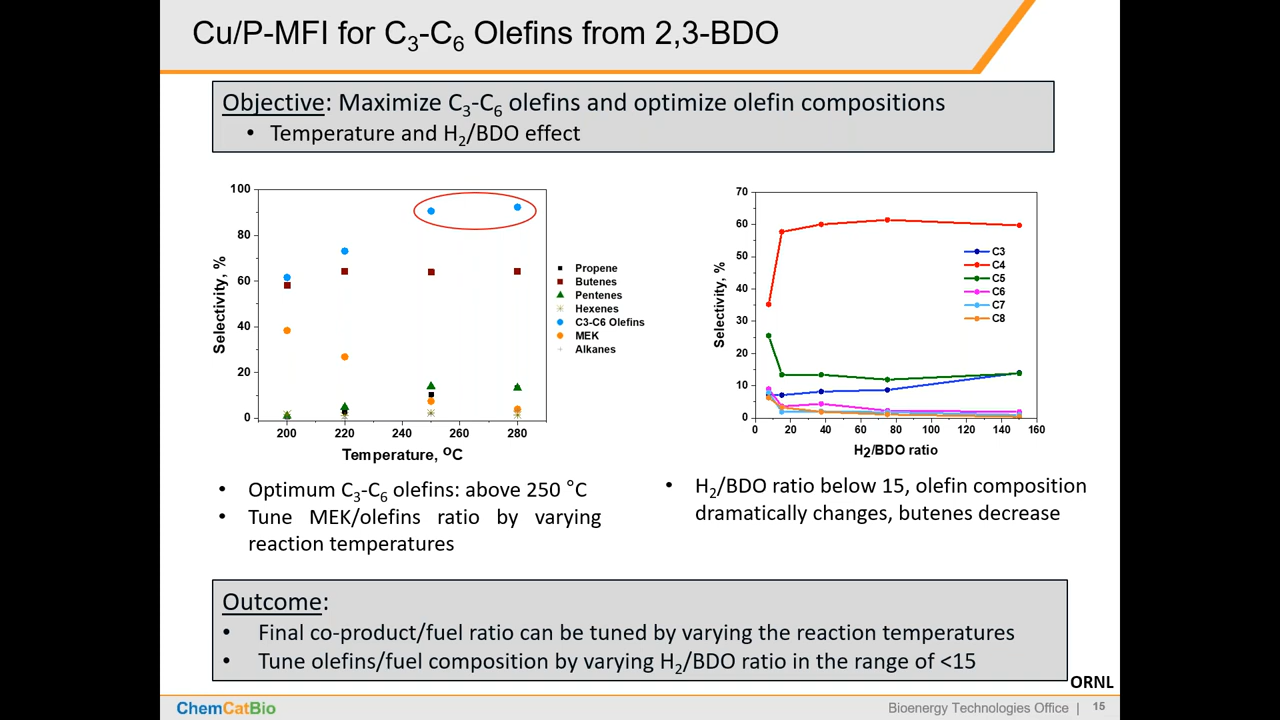 Cu/P-MFI for C3-C6 Olefins from 2,3-BDO
Objective: Maximize C3-C6 olefins and optimize olefin compositions
• Temperature and H2/BDO effect
100
80
60
40
20
0
Selectivity, %
200 220 240 260 280
Temperature, OC
Propene
Butenes
Pentenes
Hexenes
C3-C6 Olefins
MEK
Alkanes
70
60
50
40
30
20
10
0
Selectivity, %
0 20 40 60 80 100 120 140 160
H2/BDO ratio
C3
C4
C5
C6
C7
C8
• Optimum C3-C6 olefins: above 250 °C
• Tune MEK/olefins ratio by varying
reaction temperatures
• H2/BDO ratio below 15, olefin composition
dramatically changes, butenes decrease
Outcome:
• Final co-product/fuel ratio can be tuned by varying the reaction temperatures
• Tune olefins/fuel composition by varying H2/BDO ratio in the range of <15
ORNL
ChemCatBio
Bioenergy Technologies Office | 15